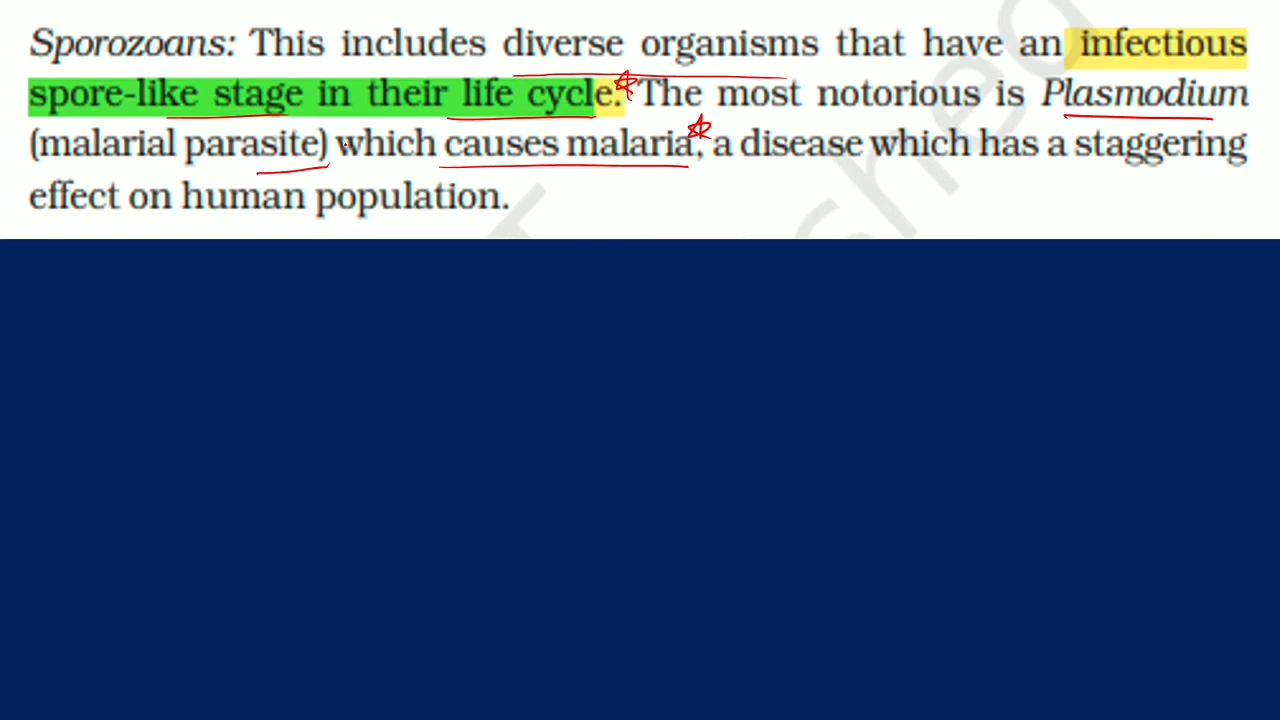 Sporozoans: This includes diverse organisms that have an infectious
spore-like stage in their life cycle. The most notorious is Plasmodium
(malarial parasite) which causes malaria, a disease which has a staggering
effect on human population.